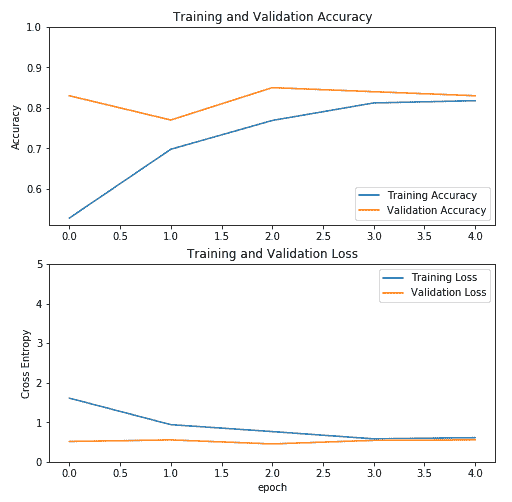 Training and Validation Accuracy
1.0
0.9
0.8
0.7
0.6
Accuracy
Training Accuracy
Validation Accuracy
0.0 0.5 1.0 1.5 2.0 2.5 3.0 3.5 4.0
Training and Validation Loss
5
4
3
2
1
0
Cross Entropy
Training Loss
Validation Loss
0.0 0.5 1.0 1.5 2.0 2.5 3.0 3.5 4.0
epoch